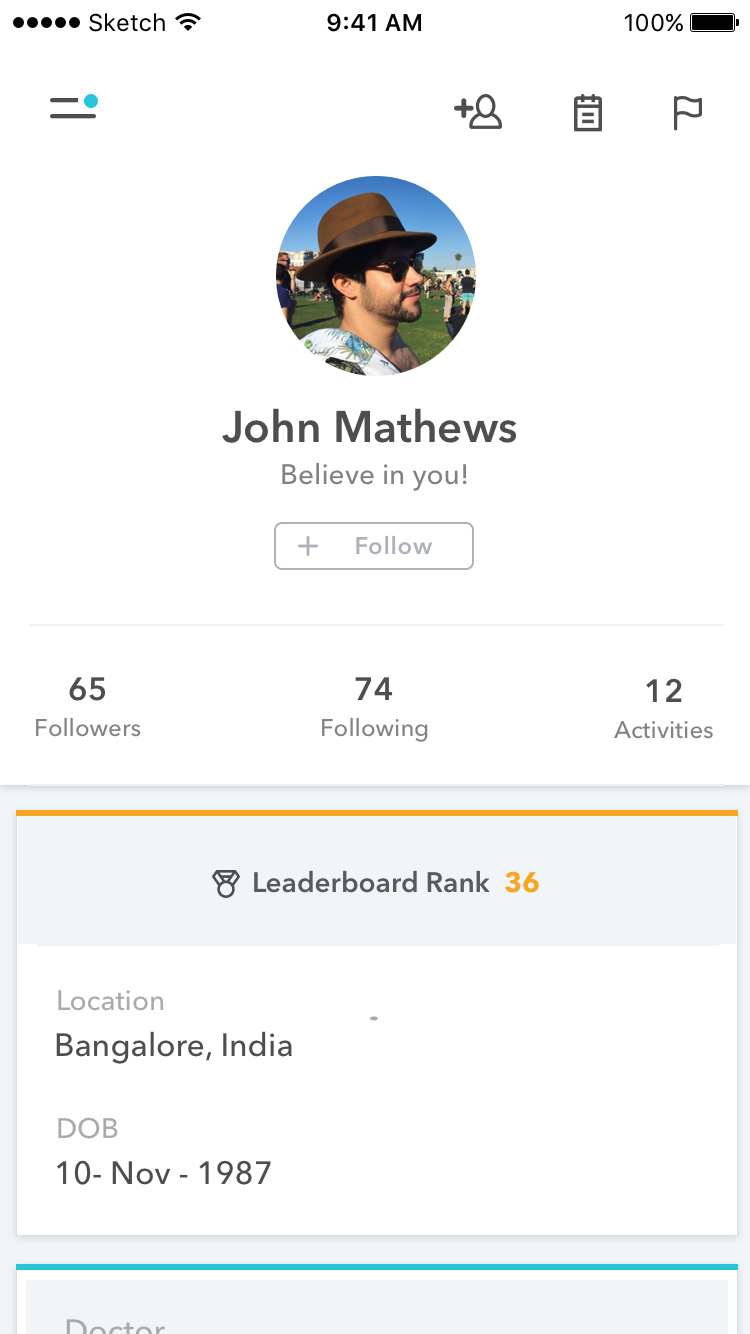 Sketch 9:41 AM 100%
John Mathews
Believe in you!
+ Follow
65 74 12
Followers Following Activities
Leaderboard Rank 36
Location
-
Bangalore, India
DOB
10- Nov - 1987
Doctor